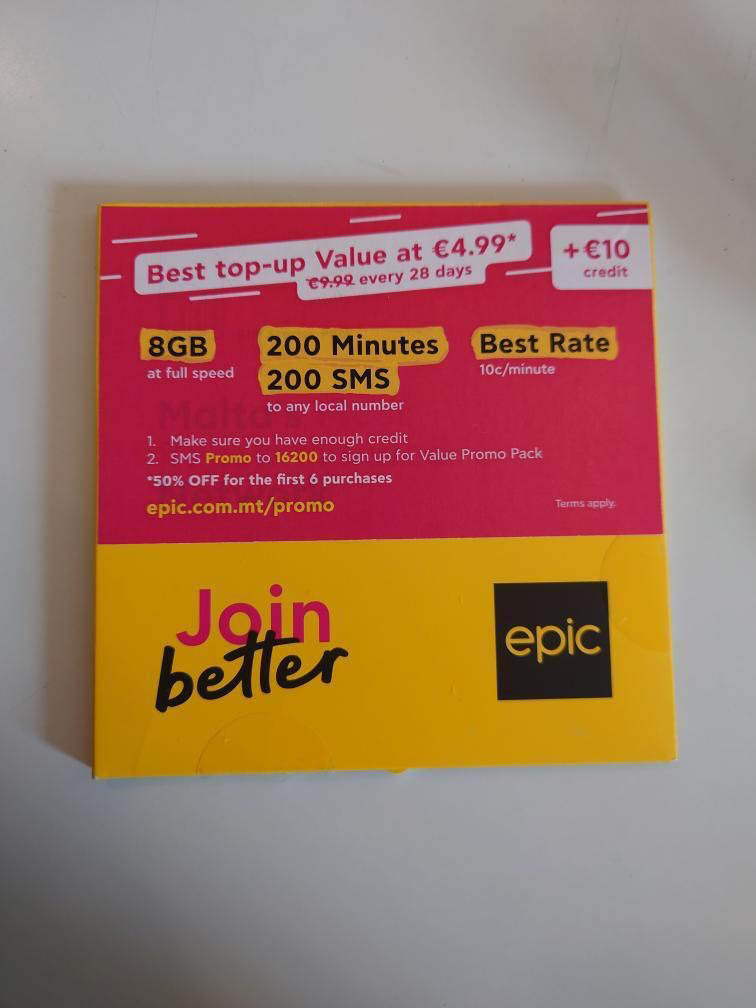 Best top-up Value at €4.99*
€9.99 every 28 days
+€10
credit
8GB
at full speed
200 Minutes
200 SMS
to any local number
Best Rate
10c/minute
1. Make sure you have enough credit
2. SMS Promo to 16200 to sign up for Value Promo Pack
*50% OFF for the first 6 purchases
epic.com.mt/promo
Terms apply.
Join
better
epic
Malta's